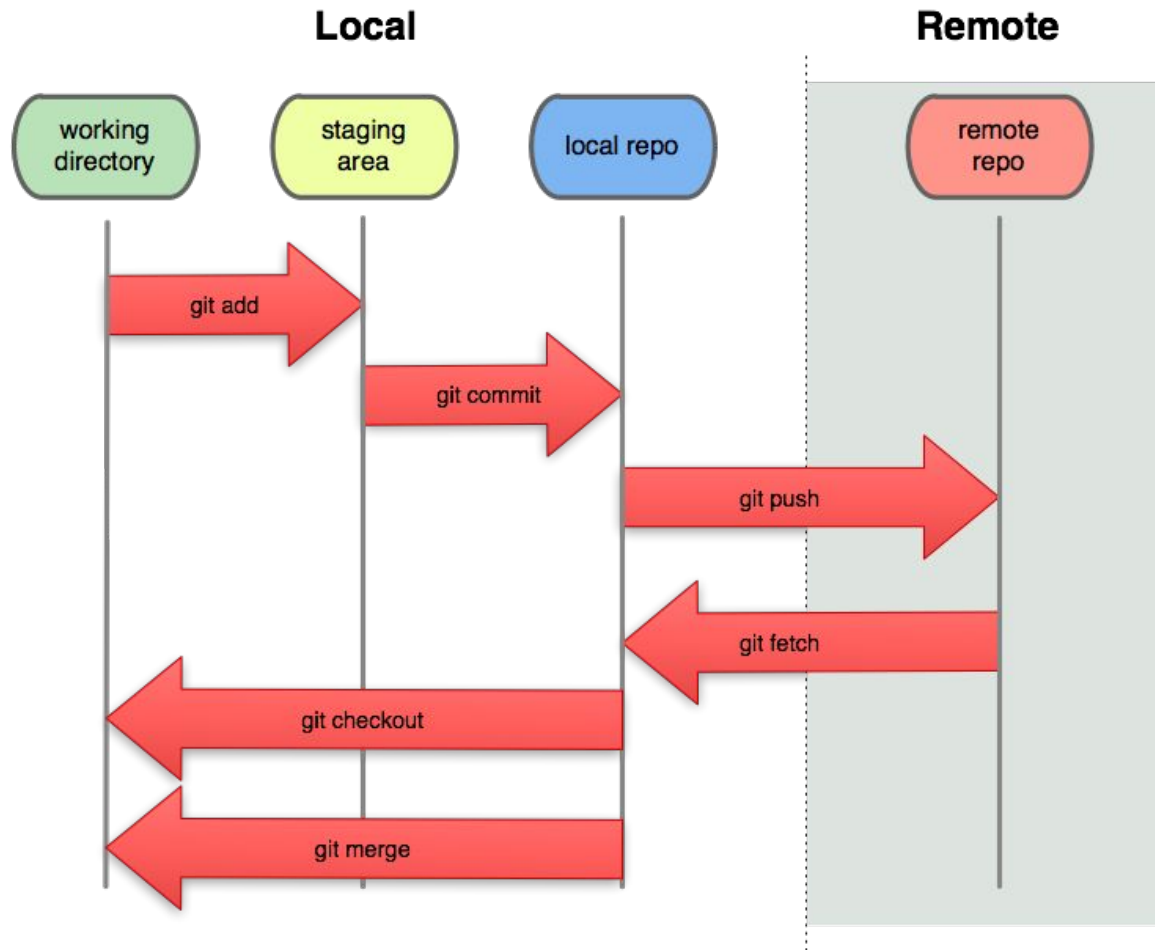 Local
Remote
working
directory
staging
area
local repo
remote
repo
git add
git commit
git push
git fetch
git checkout
git merge